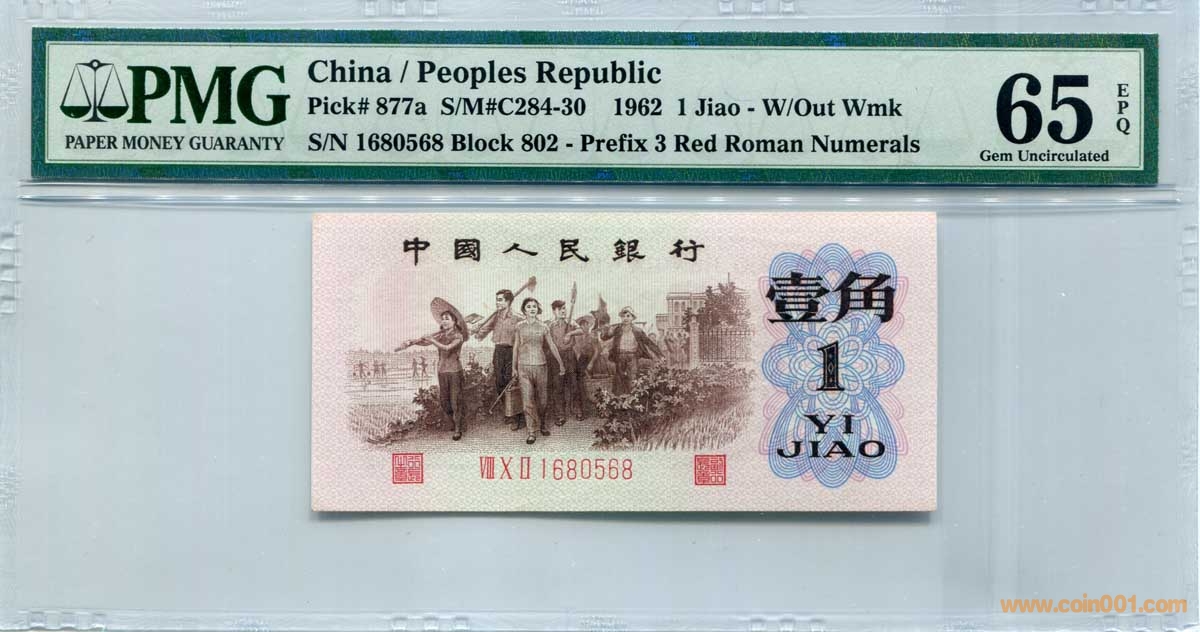 PMG
PAPER MONEY GUARANTY
China / Peoples Republic
Pick# 877a S/M#C284-30 1962 1 Jiao - W/Out Wmk
S/N 1680568 Block 802 - Prefix 3 Red Roman Numerals
65
EPQ
Gem Uncirculated
中國人民銀行
壹角
1
YI
JIAO
VIII X II 1680568
www.coin001.com